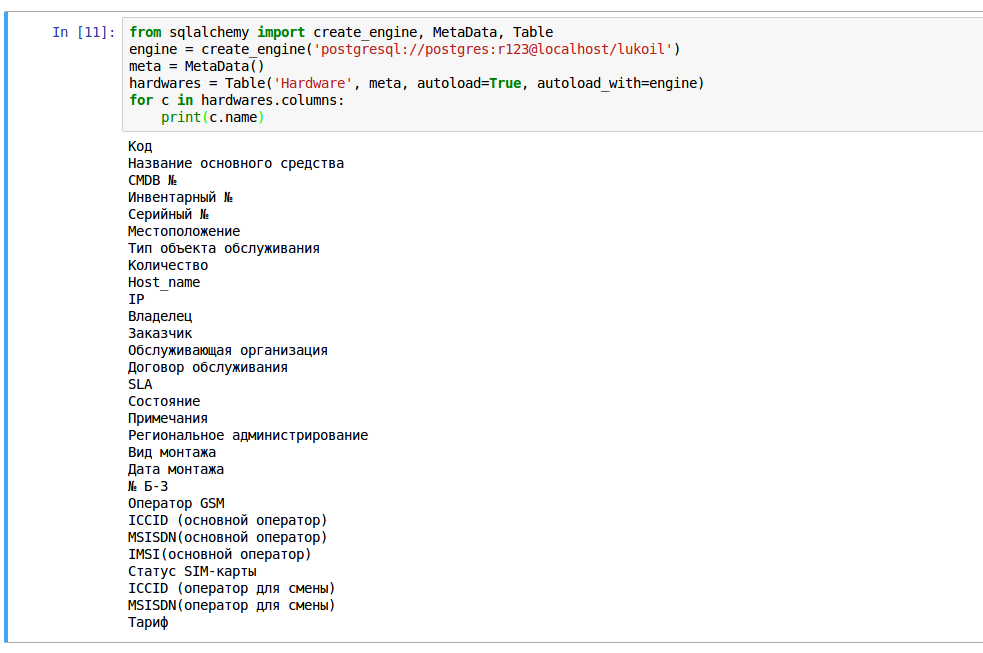 In [11]: from sqlalchemy import create_engine, MetaData, Table
engine = create_engine('postgresql://postgres:r123@localhost/lukoil')
meta = MetaData()
hardwares = Table('Hardware', meta, autoload=True, autoload_with=engine)
for c in hardwares.columns:
    print(c.name)
Код
Название основного средства
CMDB №
Инвентарный №
Серийный №
Местоположение
Тип объекта обслуживания
Количество
Host_name
IP
Владелец
Заказчик
Обслуживающая организация
Договор обслуживания
SLA
Состояние
Примечания
Региональное администрирование
Вид монтажа
Дата монтажа
№ Б-3
Оператор GSM
ICCID (основной оператор)
MSISDN(основной оператор)
IMSI(основной оператор)
Статус SIM-карты
ICCID (оператор для смены)
MSISDN(оператор для смены)
Тариф